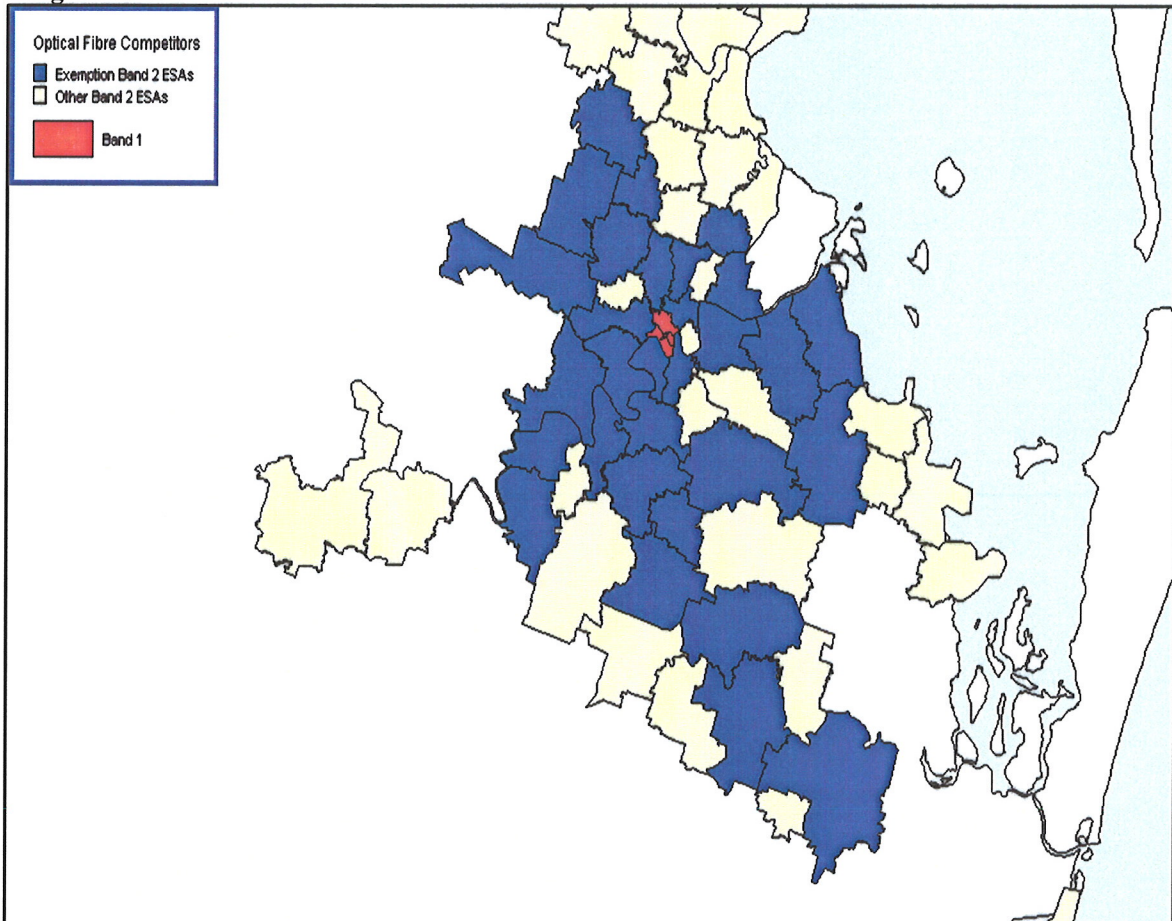 Optical Fibre Competitors
Exemption Band 2 ESAs
Other Band 2 ESAs
Band 1